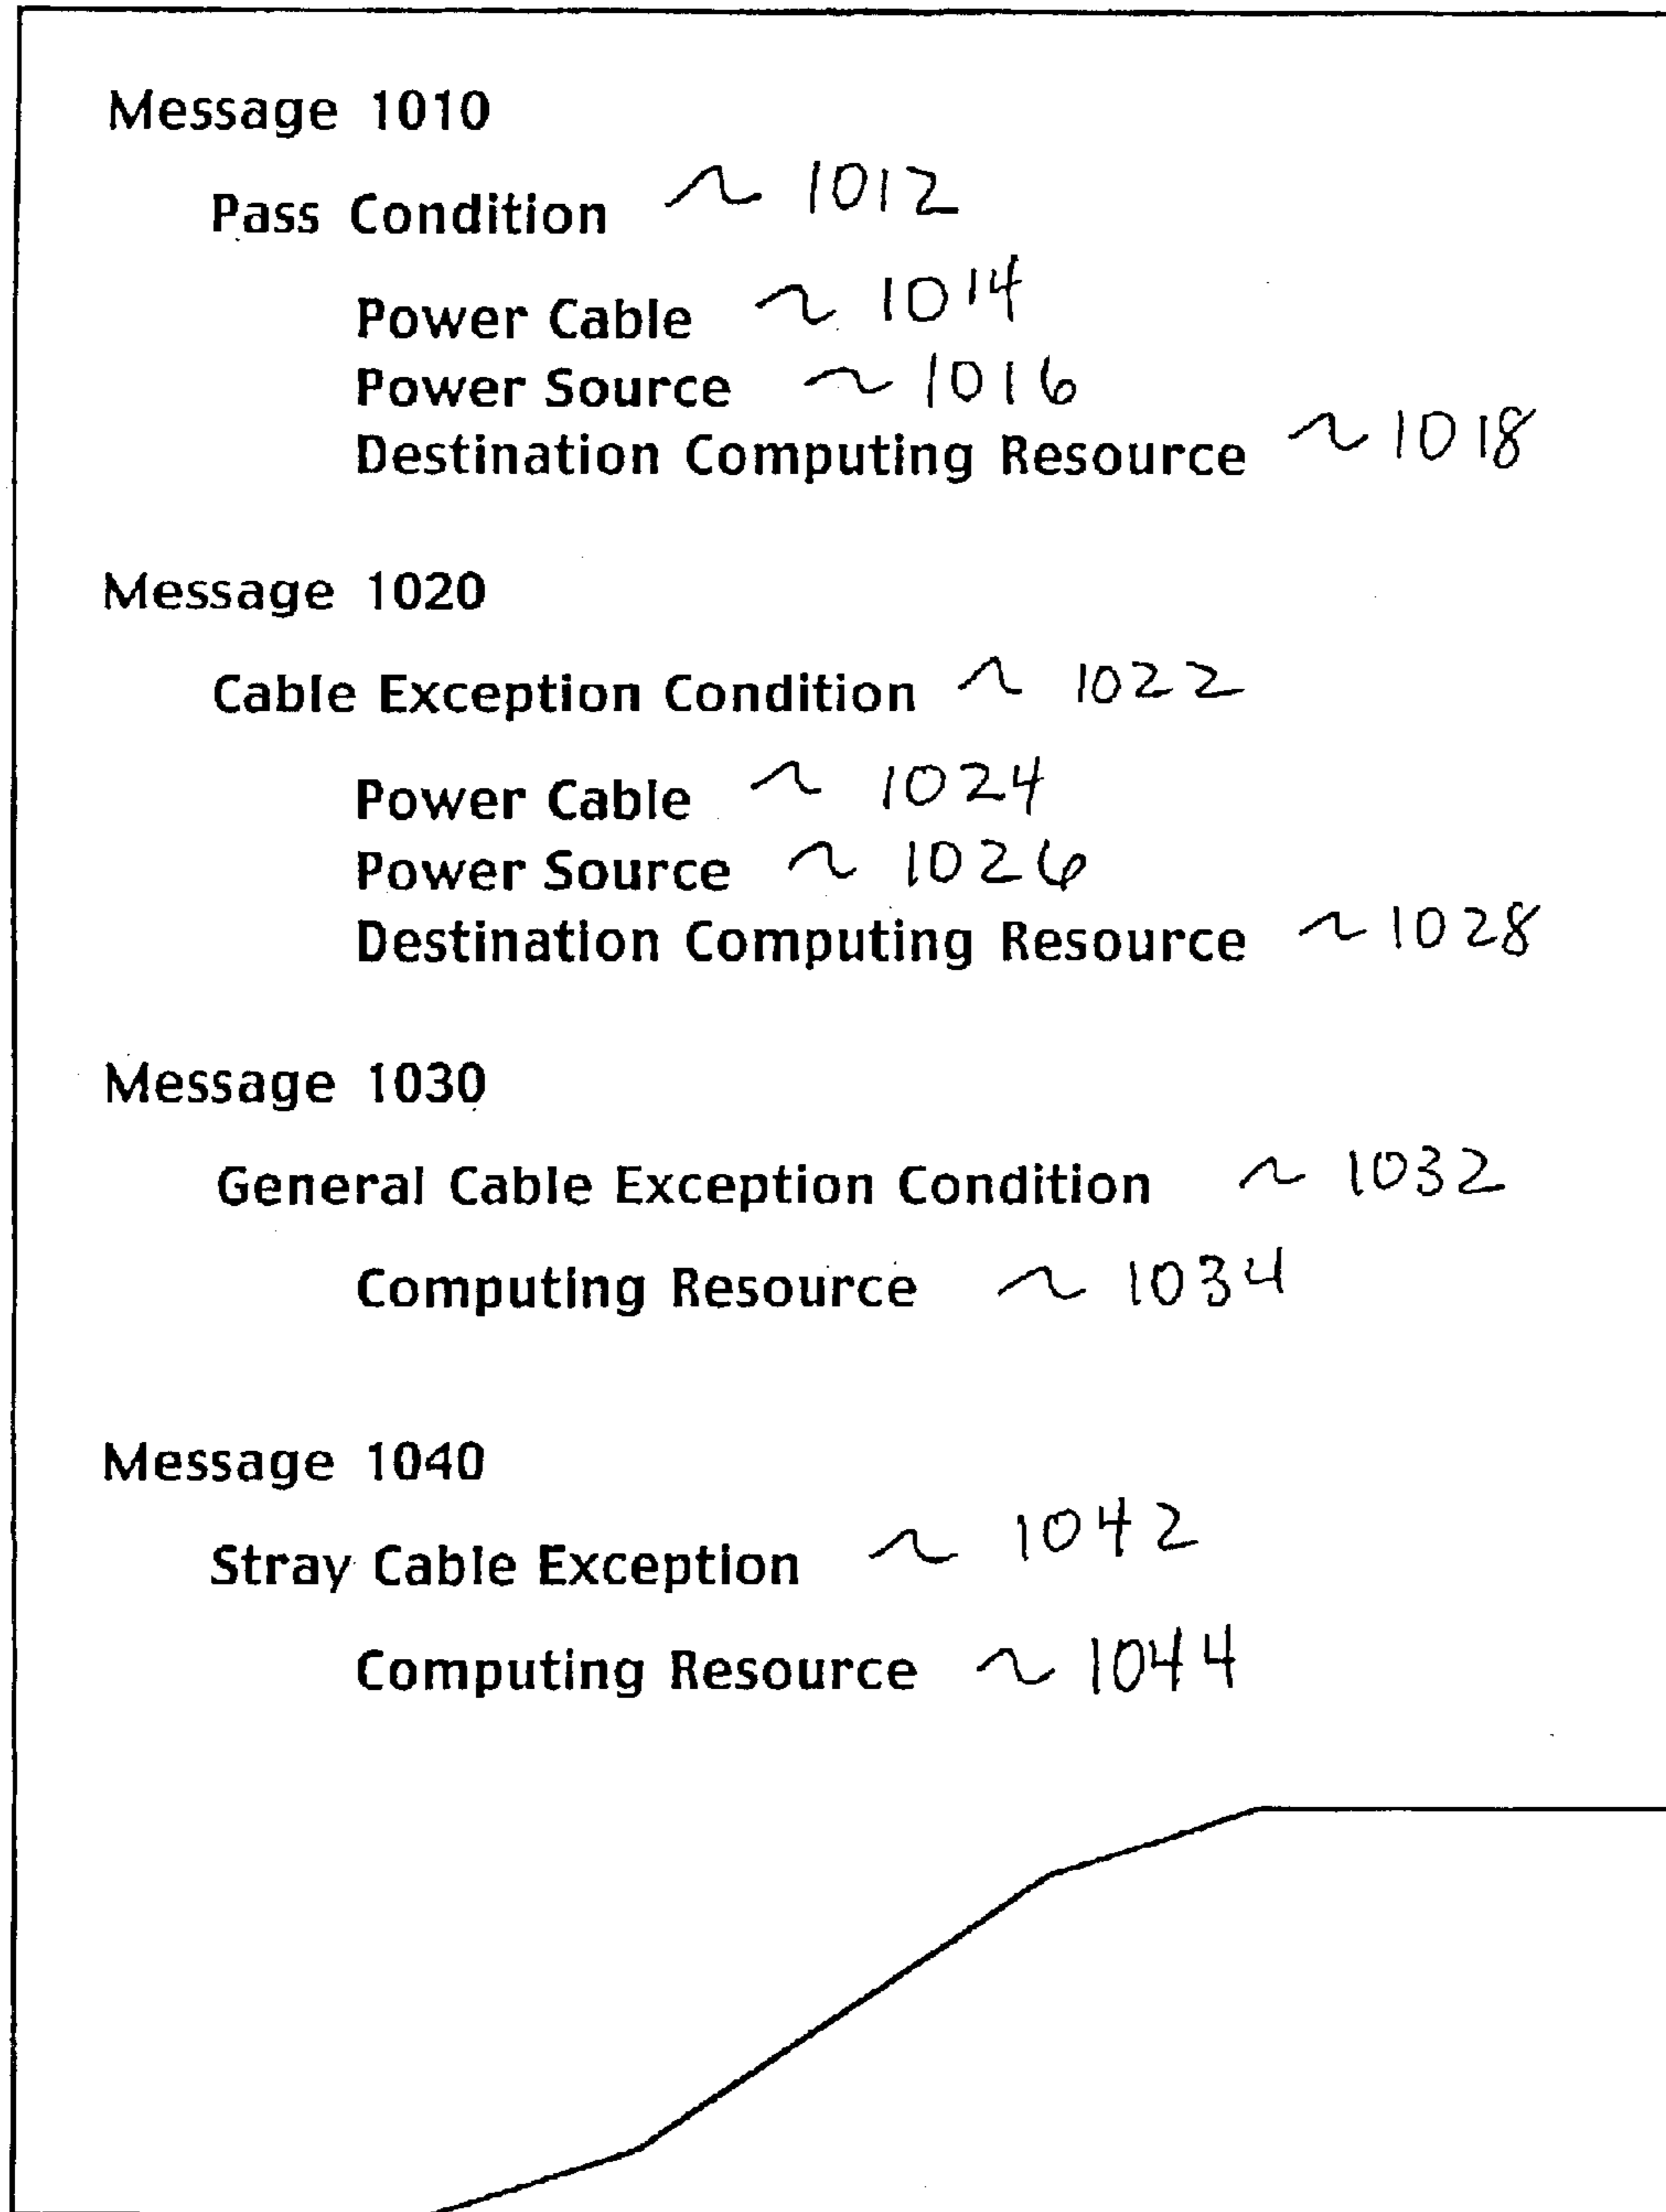 Message 1010
Pass Condition ~ 1012
Power Cable ~ 1014
Power Source ~ 1016
Destination Computing Resource ~ 1018
Message 1020
Cable Exception Condition ~ 1022
Power Cable ~ 1024
Power Source ~ 1026
Destination Computing Resource ~ 1028
Message 1030
General Cable Exception Condition ~ 1032
Computing Resource ~ 1034
Message 1040
Stray Cable Exception ~ 1042
Computing Resource ~ 1044